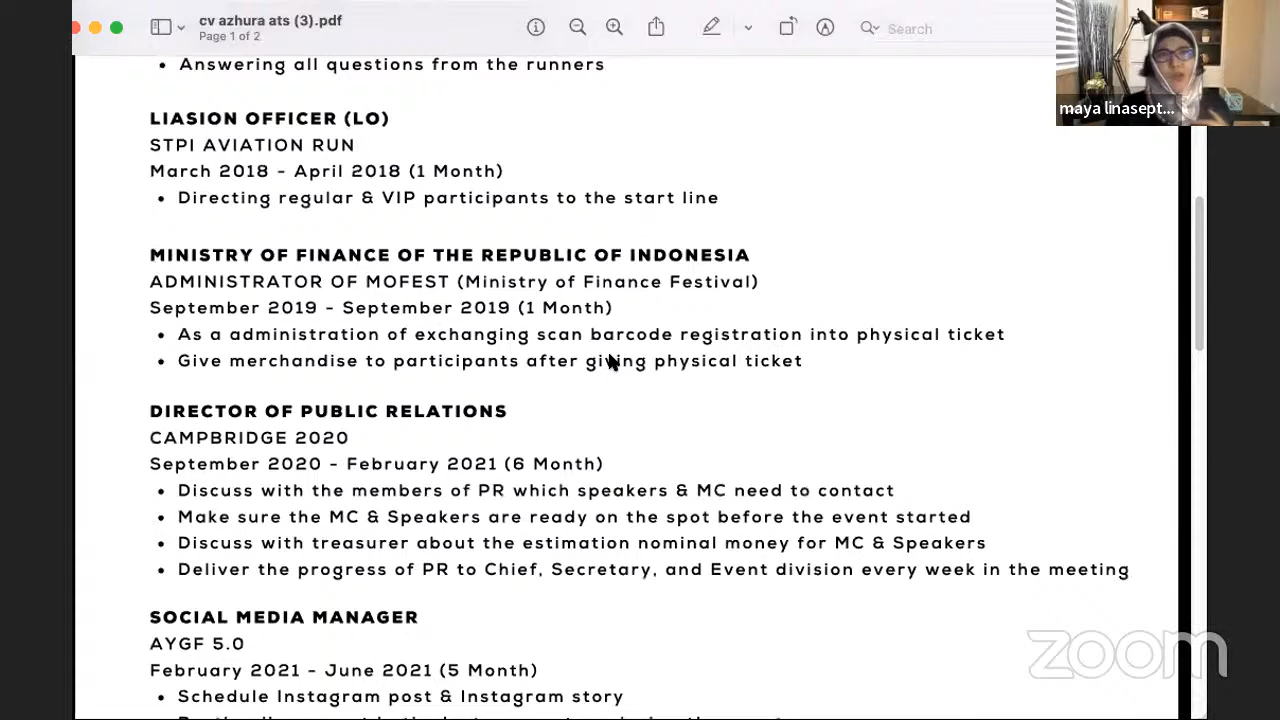 cv azhura ats (3).pdf
Page 1 of 2
Search
maya linasept...
• Answering all questions from the runners
LIASION OFFICER (LO)
STPI AVIATION RUN
March 2018 - April 2018 (1 Month)
• Directing regular & VIP participants to the start line
MINISTRY OF FINANCE OF THE REPUBLIC OF INDONESIA
ADMINISTRATOR OF MOFEST (Ministry of Finance Festival)
September 2019 - September 2019 (1 Month)
• As a administration of exchanging scan barcode registration into physical ticket
• Give merchandise to participants after giving physical ticket
DIRECTOR OF PUBLIC RELATIONS
CAMPBRIDGE 2020
September 2020 - February 2021 (6 Month)
• Discuss with the members of PR which speakers & MC need to contact
• Make sure the MC & Speakers are ready on the spot before the event started
• Discuss with treasurer about the estimation nominal money for MC & Speakers
• Deliver the progress of PR to Chief, Secretary, and Event division every week in the meeting
SOCIAL MEDIA MANAGER
AYGF 5.0
February 2021 - June 2021 (5 Month)
• Schedule Instagram post & Instagram story
zoom